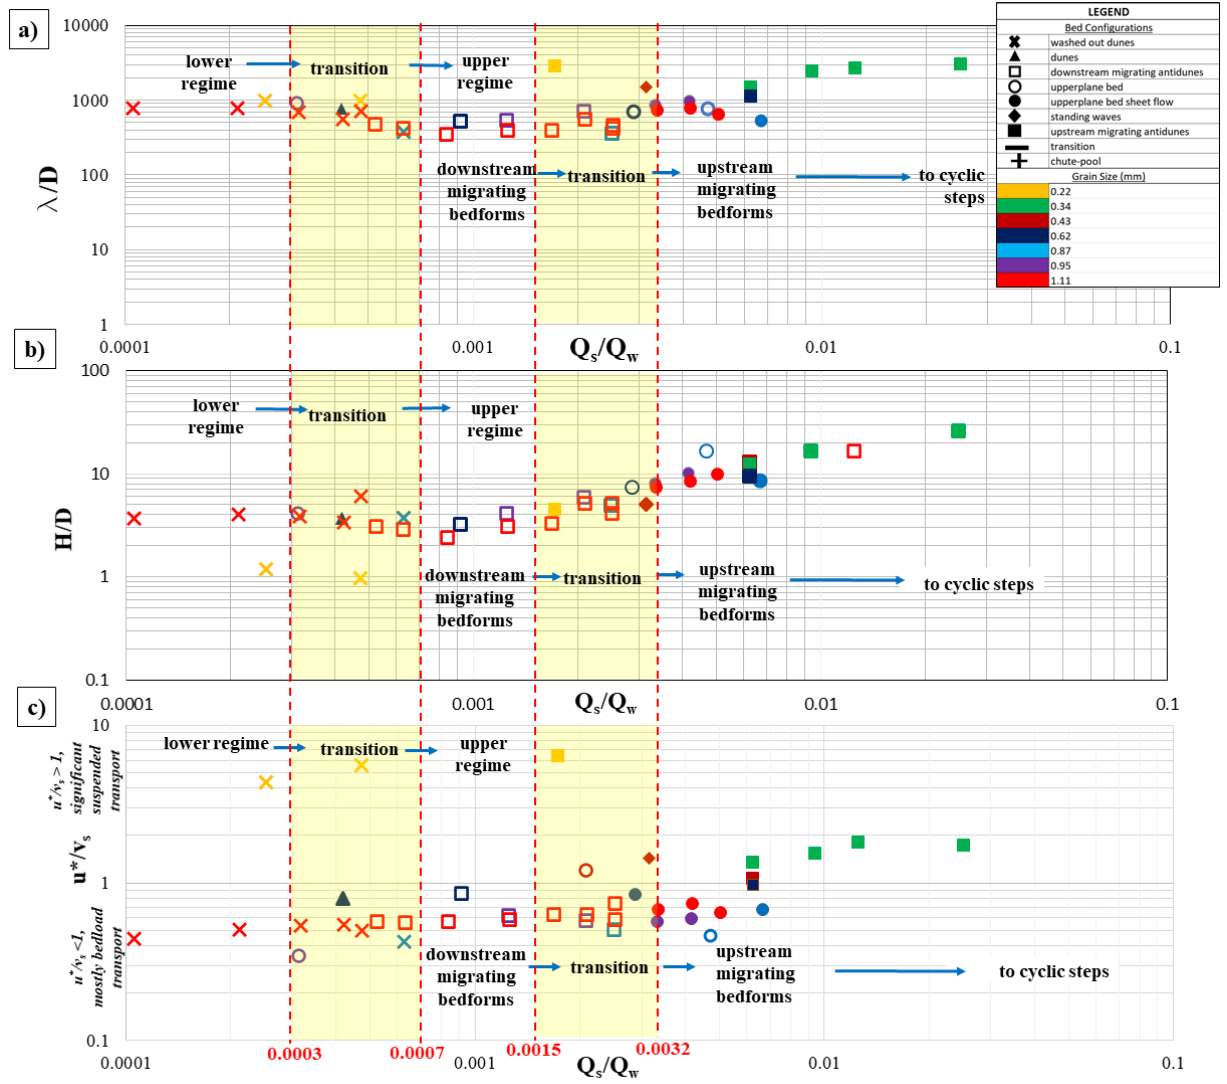 a)
10000
1000
100
10
1
λ/D
lower
regime
transition
upper
regime
downstream
migrating
bedforms
transition
upstream
migrating
bedforms
to cyclic
steps
0.0001
0.001
Qs/Qw
0.01
0.1
LEGEND
Bed Configurations
washed out dunes
dunes
downstream migrating antidunes
upperplane bed
upperplane bed sheet flow
standing waves
upstream migrating antidunes
transition
chute-pool
Grain Size (mm)
0.22
0.34
0.43
0.62
0.87
0.95
1.11
b)
100
10
1
0.1
H/D
lower
regime
transition
upper
regime
downstream
migrating
bedforms
transition
upstream
migrating
bedforms
to cyclic steps
0.0001
0.001
Qs/Qw
0.01
0.1
c)
10
1
0.1
u*/vs > 1,
significant
suspended
transport
u*/vs
u*/vs <1,
mostly bedload
transport
lower regime
transition
upper
regime
downstream
migrating
bedforms
transition
upstream
migrating
bedforms
to cyclic steps
0.0003
0.0007
0.0015
0.0032
0.0001
0.001
Qs/Qw
0.01
0.1